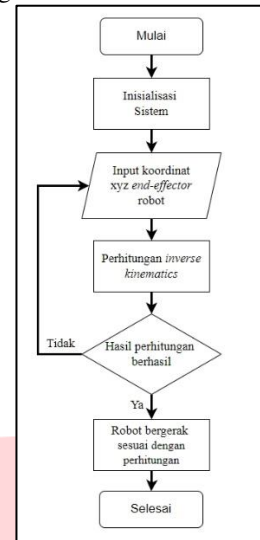 Mulai
Inisialisasi
Sistem
Input koordinat
xyz end-effector
robot
Perhitungan inverse
kinematics
Tidak
Hasil perhitungan
berhasil
Ya
Robot bergerak
sesuai dengan
perhitungan
Selesai